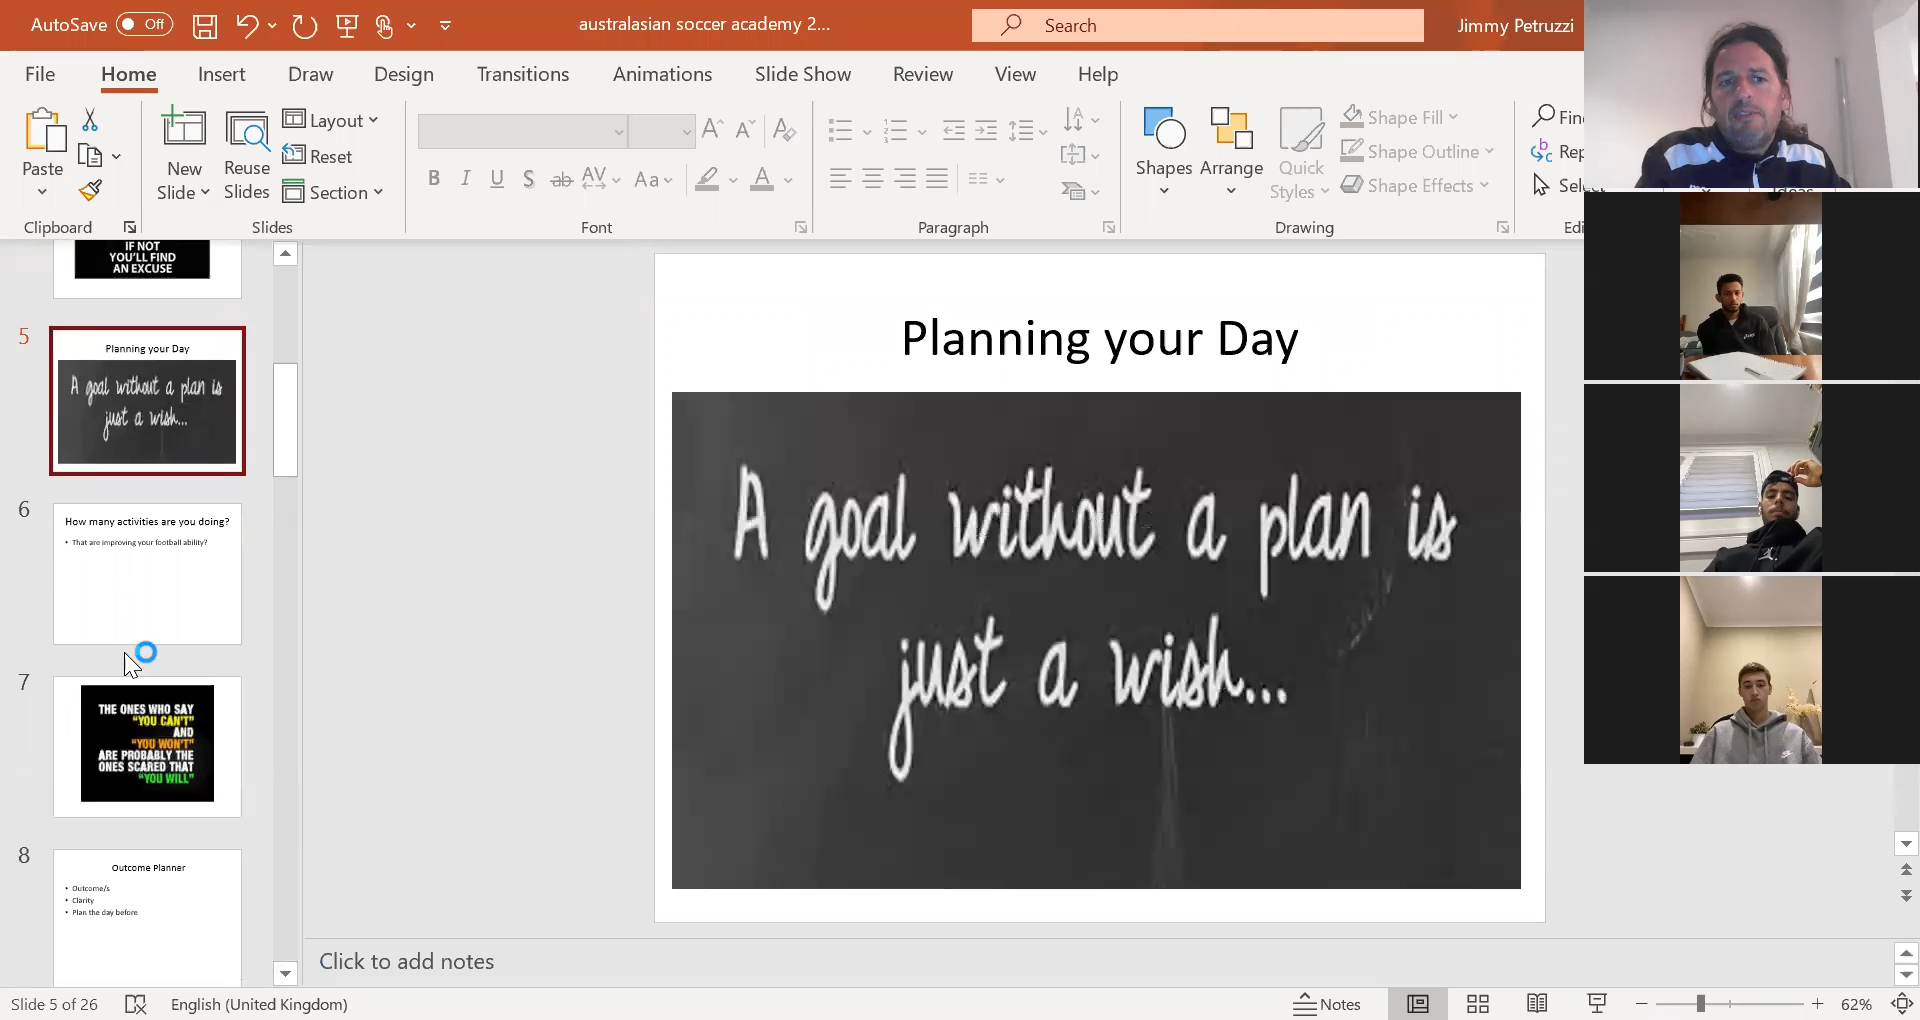 AutoSave Off
australasian soccer academy 2...
Search
Jimmy Petruzzi
File Home Insert Draw Design Transitions Animations Slide Show Review View Help
Paste
New Slide
Reuse Slides
Layout
Reset
Section
B I U S ab AV Aa A
Shapes
Arrange
Quick Styles
Shape Fill
Shape Outline
Shape Effects
Clipboard
Slides
Font
Paragraph
Drawing
IF NOT
YOU'LL FIND
AN EXCUSE
5
Planning your Day
A goal without a plan is
just a wish...
6
How many activities are you doing?
• That are improving your football ability?
7
THE ONES WHO SAY
"YOU CAN'T"
AND
"YOU WON'T"
ARE PROBABLY THE
ONES SCARED THAT
"YOU WILL"
8
Outcome Planner
• Outcome/s
• Clarity
• Plan the day before
Planning your Day
A goal without a plan is
just a wish...
Click to add notes
Slide 5 of 26
English (United Kingdom)
Notes
62%